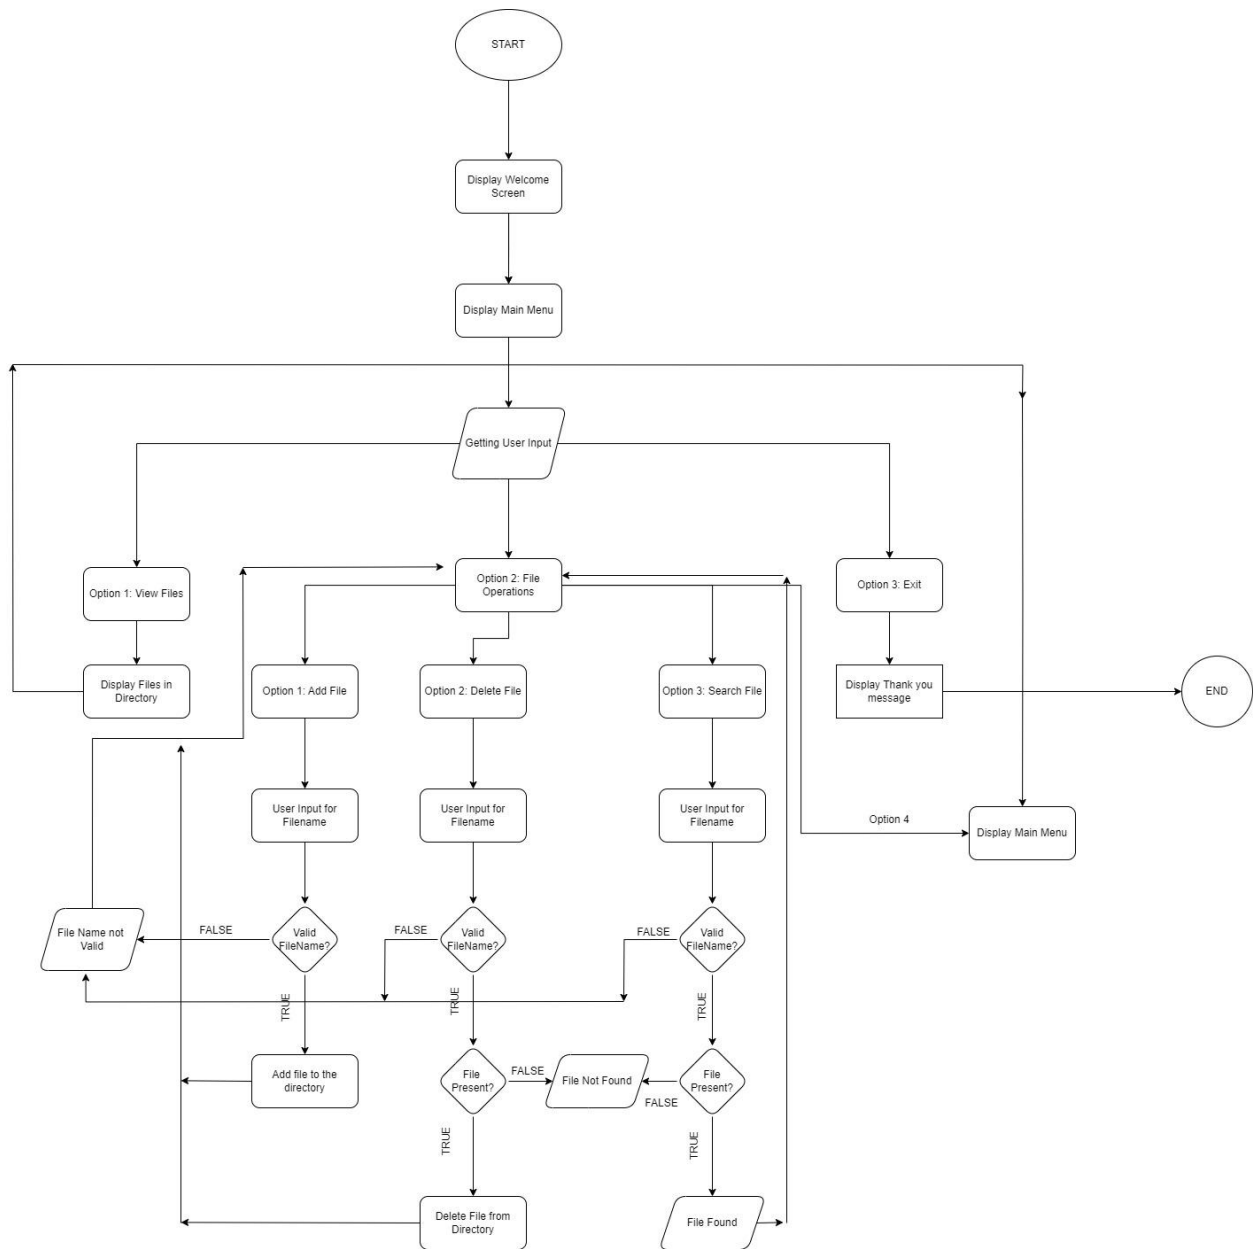 START
Display Welcome
Screen
Display Main Menu
Getting User Input
Option 1: View Files
Option 2: File
Operations
Option 3: Exit
Display Files in
Directory
Option 1: Add File
Option 2: Delete File
Option 3: Search File
Display Thank you
message
END
User Input for
Filename
User Input for
Filename
User Input for
Filename
Option 4
Display Main Menu
File Name not
Valid
FALSE
Valid
FileName?
FALSE
Valid
FileName?
FALSE
Valid
FileName?
TRUE
TRUE
TRUE
Add file to the
directory
File
Present?
FALSE
File Not Found
FALSE
File
Present?
TRUE
TRUE
Delete File from
Directory
File Found